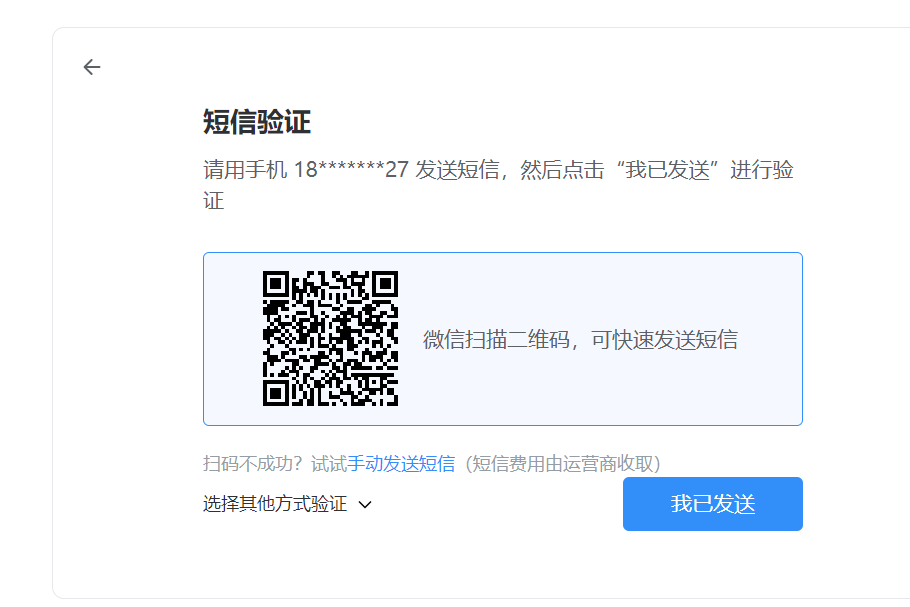 短信验证
请用手机 18*******27 发送短信，然后点击“我已发送”进行验
证
微信扫描二维码，可快速发送短信
扫码不成功？试试手动发送短信（短信费用由运营商收取）
选择其他方式验证
我已发送